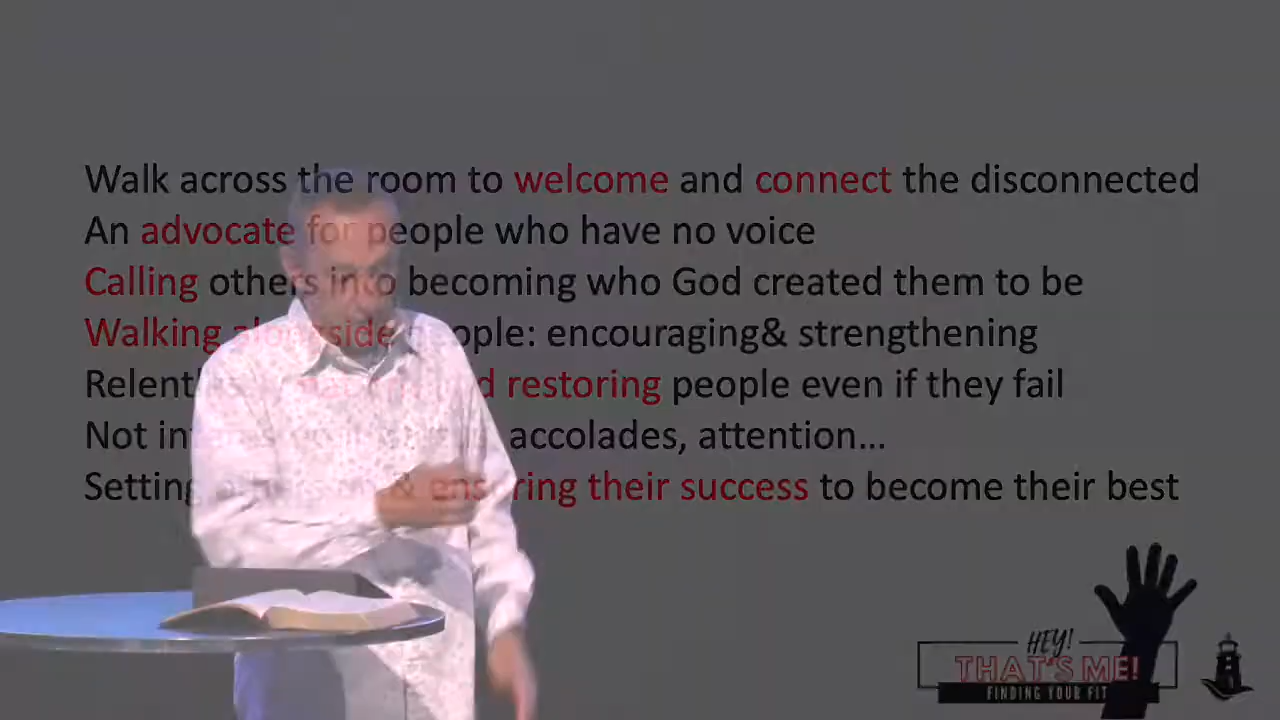 Walk across the room to welcome and connect the disconnected
An advocate for people who have no voice
Calling others into becoming who God created them to be
Walking alongside people: encouraging& strengthening
restoring people even if they fail
Not accolades, attention…
Setting & ensuring their success to become their best
HEY!
THAT'S ME!
FINDING YOUR FIT